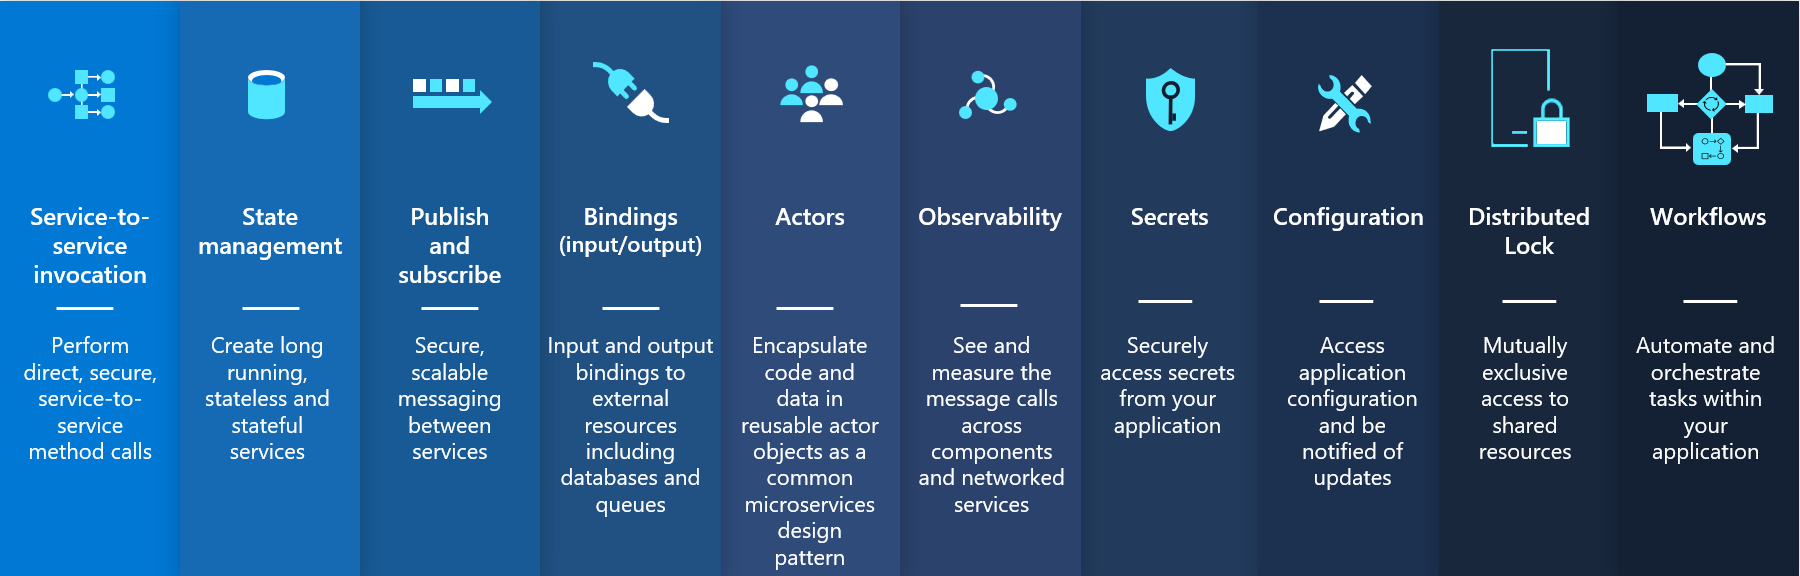 Service-to-
service
invocation
Perform
direct, secure,
service-to-
service
method calls
State
management
Create long
running,
stateless and
stateful
services
Publish
and
subscribe
Secure,
scalable
messaging
between
services
Bindings
(input/output)
Input and output
bindings to
external
resources
including
databases and
queues
Actors
Encapsulate
code and
data in
reusable actor
objects as a
common
microservices
design
pattern
Observability
See and
measure the
message calls
across
components
and networked
services
Secrets
Securely
access secrets
from your
application
Configuration
Access
application
configuration
and be
notified of
updates
Distributed
Lock
Mutually
exclusive
access to
shared
resources
Workflows
Automate and
orchestrate
tasks within
your
application